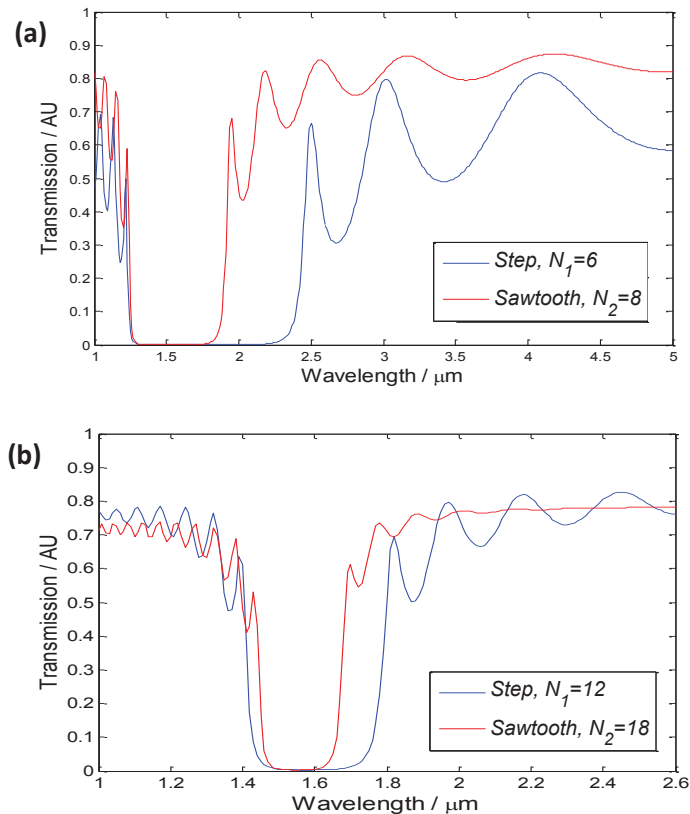 (a)
1
0.9
0.8
0.7
0.6
0.5
0.4
0.3
0.2
0.1
0
Transmission / AU
Step, N_1=6
Sawtooth, N_2=8
1 1.5 2 2.5 3 3.5 4 4.5 5
Wavelength / μm
(b)
1
0.9
0.8
0.7
0.6
0.5
0.4
0.3
0.2
0.1
0
Transmission / AU
Step, N_1=12
Sawtooth, N_2=18
1 1.2 1.4 1.6 1.8 2 2.2 2.4 2.6
Wavelength / μm